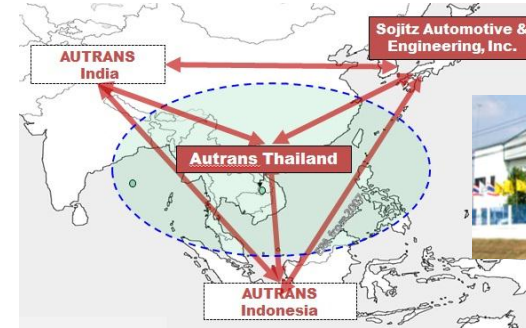 Sojitz Automotive &
Engineering, Inc.
AUTRANS
India
Autrans Thailand
AUTRANS
Indonesia